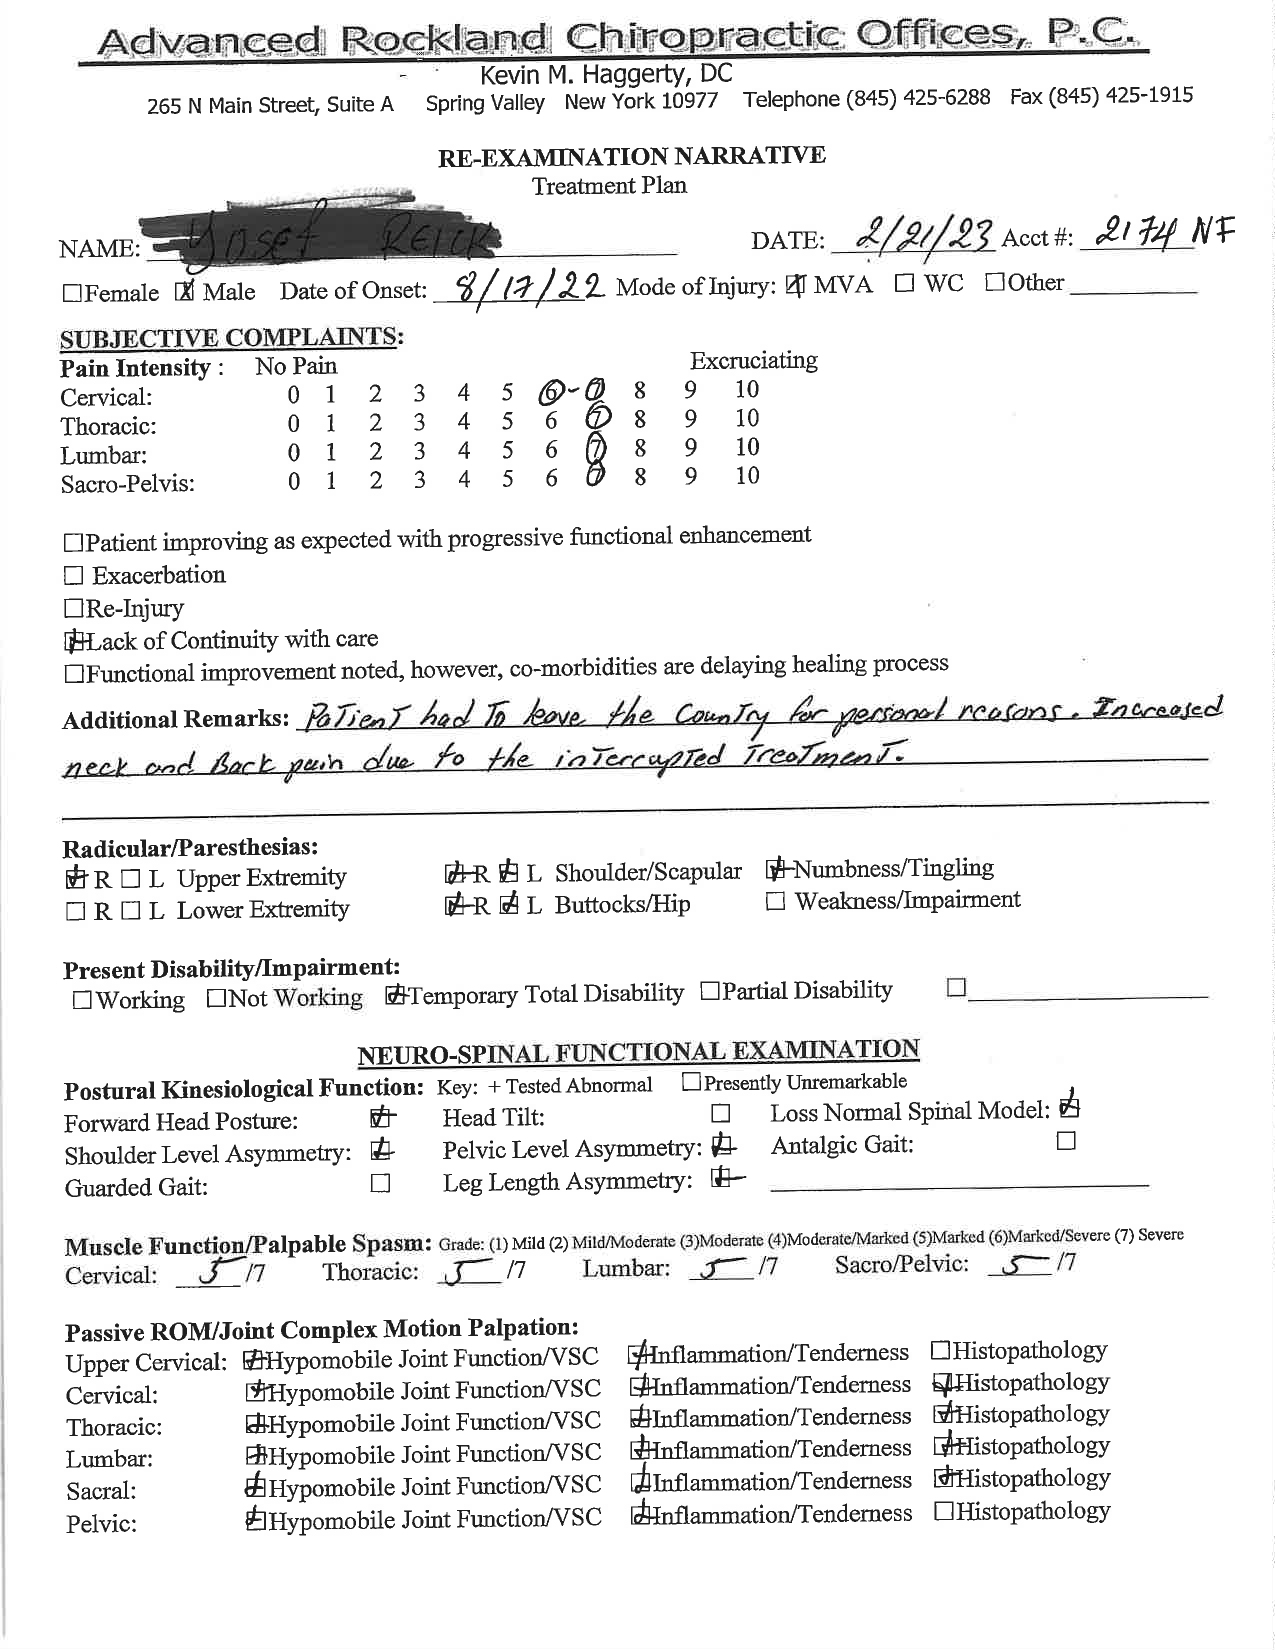 Advanced Rockland Chiropractic Offices, P.C.
Kevin M. Haggerty, DC
265 N Main Street, Suite A Spring Valley New York 10977 Telephone (845) 425-6288 Fax (845) 425-1915
RE-EXAMINATION NARRATIVE
Treatment Plan
NAME: DATE: 2/21/23 Acct #: 2174 NF
☐Female ☒ Male Date of Onset: 8/17/22 Mode of Injury: ☒ MVA ☐ WC ☐Other
SUBJECTIVE COMPLAINTS:
Pain Intensity : No Pain Excruciating
Cervical: 0 1 2 3 4 5 6-7 8 9 10
Thoracic: 0 1 2 3 4 5 6 7 8 9 10
Lumbar: 0 1 2 3 4 5 6 7 8 9 10
Sacro-Pelvis: 0 1 2 3 4 5 6 7 8 9 10
☐Patient improving as expected with progressive functional enhancement
☐ Exacerbation
☐Re-Injury
☒Lack of Continuity with care
☐Functional improvement noted, however, co-morbidities are delaying healing process
Additional Remarks: Patient had to leave the Country for personal reasons. Increased
neck and Back pain due to the interrupted Treatment.
Radicular/Paresthesias:
☒ R ☐ L Upper Extremity ☒ R ☒ L Shoulder/Scapular ☒Numbness/Tingling
☐ R ☐ L Lower Extremity ☒ R ☒ L Buttocks/Hip ☐ Weakness/Impairment
Present Disability/Impairment:
☐Working ☐Not Working ☒Temporary Total Disability ☐Partial Disability ☐
NEURO-SPINAL FUNCTIONAL EXAMINATION
Postural Kinesiological Function: Key: + Tested Abnormal ☐Presently Unremarkable
Forward Head Posture: ☒ Head Tilt: ☐ Loss Normal Spinal Model: ☒
Shoulder Level Asymmetry: ☒ Pelvic Level Asymmetry: ☒ Antalgic Gait: ☐
Guarded Gait: ☐ Leg Length Asymmetry: ☒
Muscle Function/Palpable Spasm: Grade: (1) Mild (2) Mild/Moderate (3)Moderate (4)Moderate/Marked (5)Marked (6)Marked/Severe (7) Severe
Cervical: 5 /7 Thoracic: 5 /7 Lumbar: 5 /7 Sacro/Pelvic: 5 /7
Passive ROM/Joint Complex Motion Palpation:
Upper Cervical: ☒Hypomobile Joint Function/VSC ☒Inflammation/Tenderness ☐Histopathology
Cervical: ☒Hypomobile Joint Function/VSC ☒Inflammation/Tenderness ☒Histopathology
Thoracic: ☒Hypomobile Joint Function/VSC ☒Inflammation/Tenderness ☒Histopathology
Lumbar: ☒Hypomobile Joint Function/VSC ☒Inflammation/Tenderness ☒Histopathology
Sacral: ☒Hypomobile Joint Function/VSC ☒Inflammation/Tenderness ☒Histopathology
Pelvic: ☒Hypomobile Joint Function/VSC ☒Inflammation/Tenderness ☐Histopathology